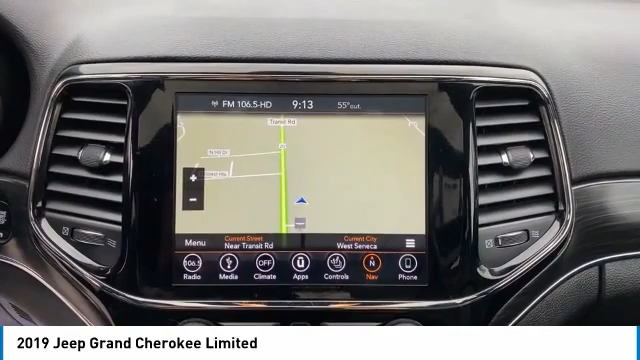 FM 106.5-HD 9:13 55°out.
Transit Rd
20
+
-
Current Street Current City
Menu Near Transit Rd West Seneca
106.5 OFF N
Radio Media Climate Apps Controls Nav Phone
2019 Jeep Grand Cherokee Limited